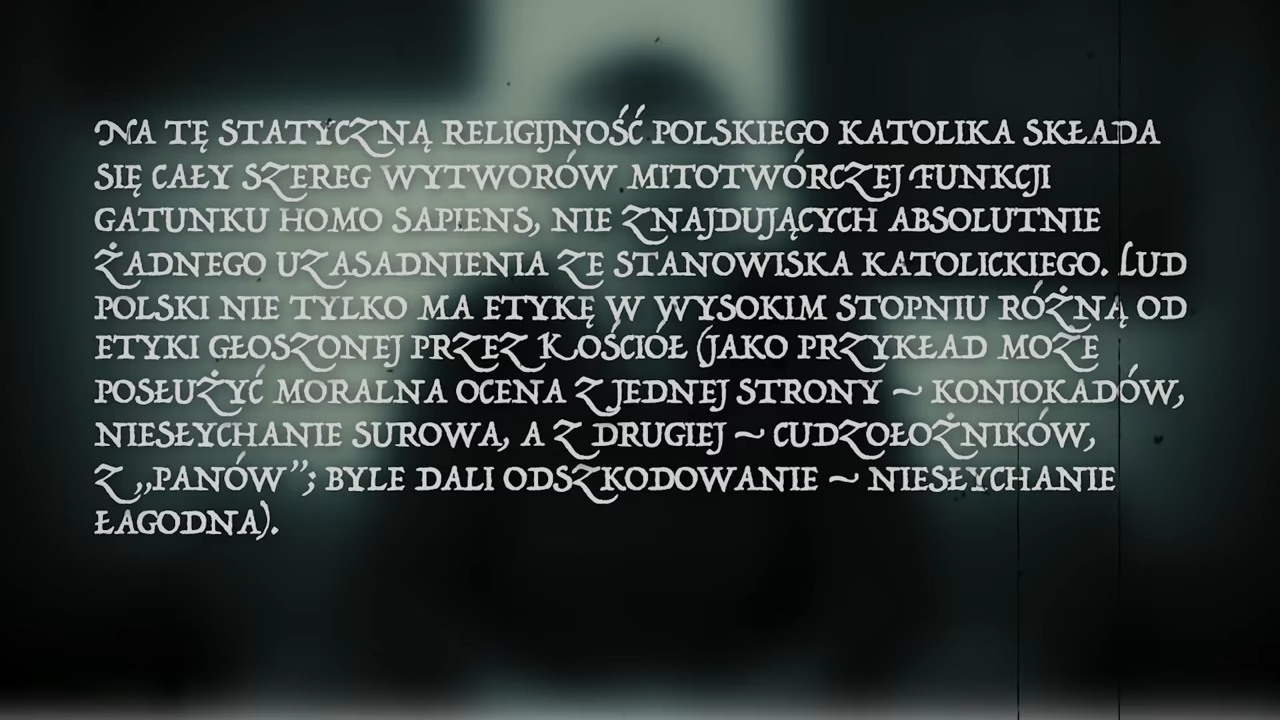 NA TĘ STATYCZNĄ RELIGIJNOŚĆ POLSKIEGO KATOLIKA SKŁADA
SIĘ CAŁY SZEREG WYTWORÓW MITOTWÓRCZEJ FUNKCJI
GATUNKU HOMO SAPIENS, NIE ZNAJDUJĄCYCH ABSOLUTNIE
ŻADNEGO UZASADNIENIA ZE STANOWISKA KATOLICKIEGO. LUD
POLSKI NIE TYLKO MA ETYKĘ W WYSOKIM STOPNIU RÓŻNĄ OD
ETYKI GŁOSZONEJ PRZEZ KOŚCIÓŁ (JAKO PRZYKŁAD MOŻE
POSŁUŻYĆ MORALNA OCENA Z JEDNEJ STRONY ~ KONIOKADÓW,
NIESŁYCHANIE SUROWA, A Z DRUGIEJ ~ CUDZOŁOŻNIKÓW,
Z „PANÓW”; BYLE DALI ODSZKODOWANIE ~ NIESŁYCHANIE
ŁAGODNA).